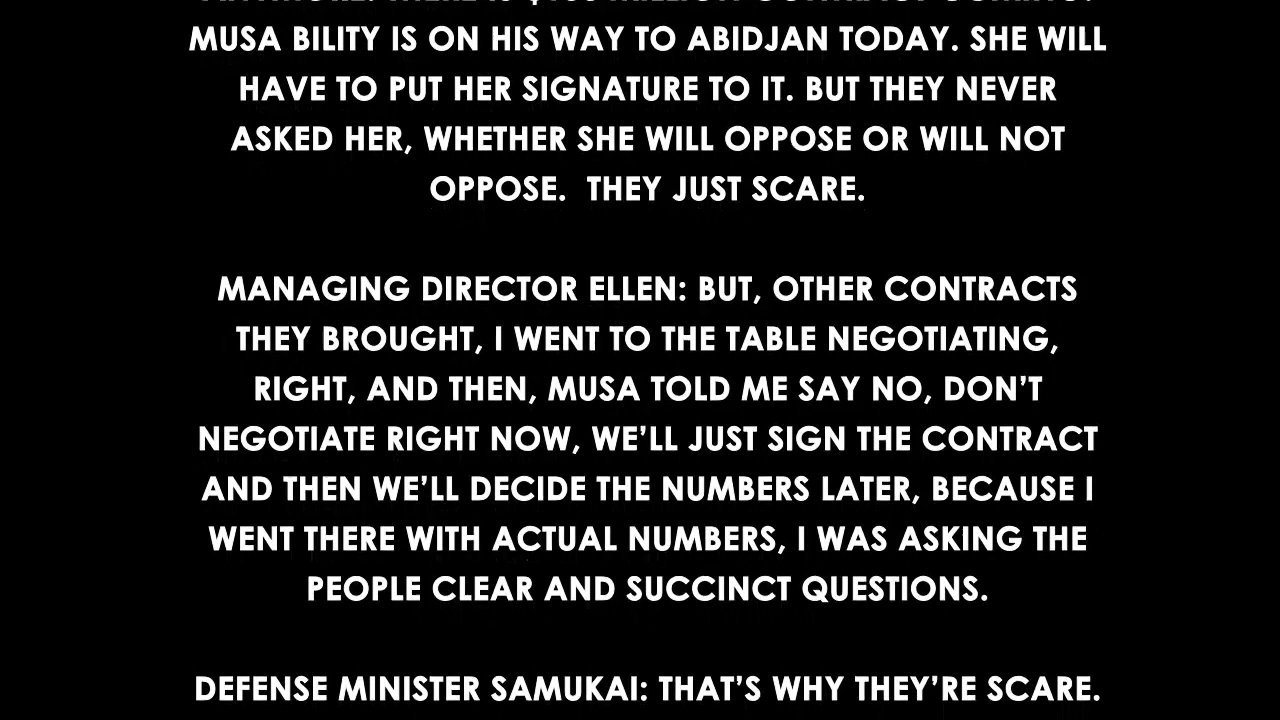 MUSA BILITY IS ON HIS WAY TO ABIDJAN TODAY. SHE WILL
HAVE TO PUT HER SIGNATURE TO IT. BUT THEY NEVER
ASKED HER, WHETHER SHE WILL OPPOSE OR WILL NOT
OPPOSE.  THEY JUST SCARE.
MANAGING DIRECTOR ELLEN: BUT, OTHER CONTRACTS
THEY BROUGHT, I WENT TO THE TABLE NEGOTIATING,
RIGHT, AND THEN, MUSA TOLD ME SAY NO, DON’T
NEGOTIATE RIGHT NOW, WE’LL JUST SIGN THE CONTRACT
AND THEN WE’LL DECIDE THE NUMBERS LATER, BECAUSE I
WENT THERE WITH ACTUAL NUMBERS, I WAS ASKING THE
PEOPLE CLEAR AND SUCCINCT QUESTIONS.
DEFENSE MINISTER SAMUKAI: THAT’S WHY THEY’RE SCARE.